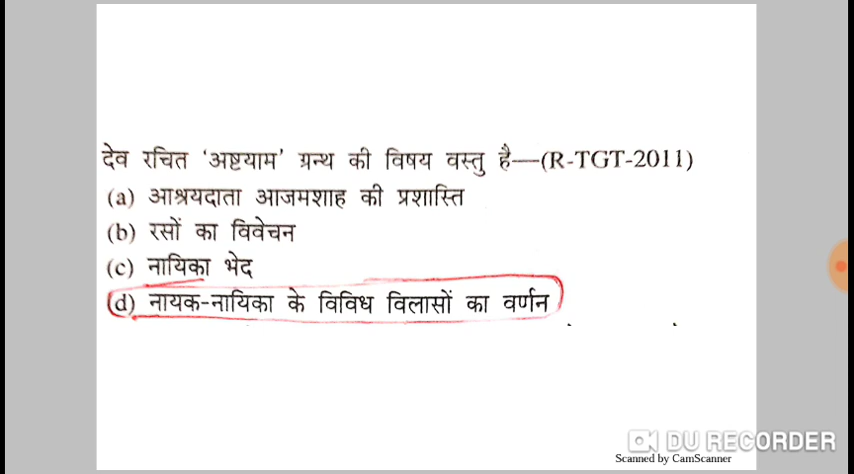 देव रचित 'अष्टयाम' ग्रन्थ की विषय वस्तु है—(R-TGT-2011)
(a) आश्रयदाता आजमशाह की प्रशास्ति
(b) रसों का विवेचन
(c) नायिका भेद
(d) नायक-नायिका के विविध विलासों का वर्णन
DU RECORDER
Scanned by CamScanner